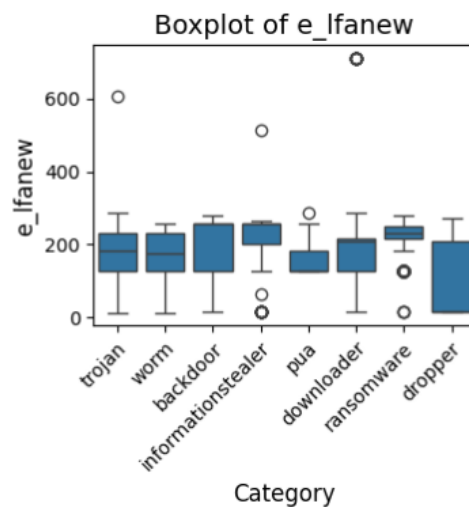 Boxplot of e_lfanew
600
400
200
0
e_lfanew
trojan
worm
backdoor
informationstealer
pua
downloader
ransomware
dropper
Category